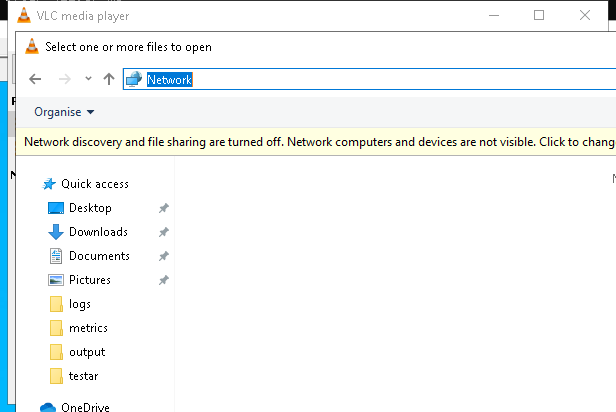 VLC media player
Select one or more files to open
Network
Organise
Network discovery and file sharing are turned off. Network computers and devices are not visible. Click to chang
Quick access
Desktop
Downloads
Documents
Pictures
logs
metrics
output
testar
OneDrive